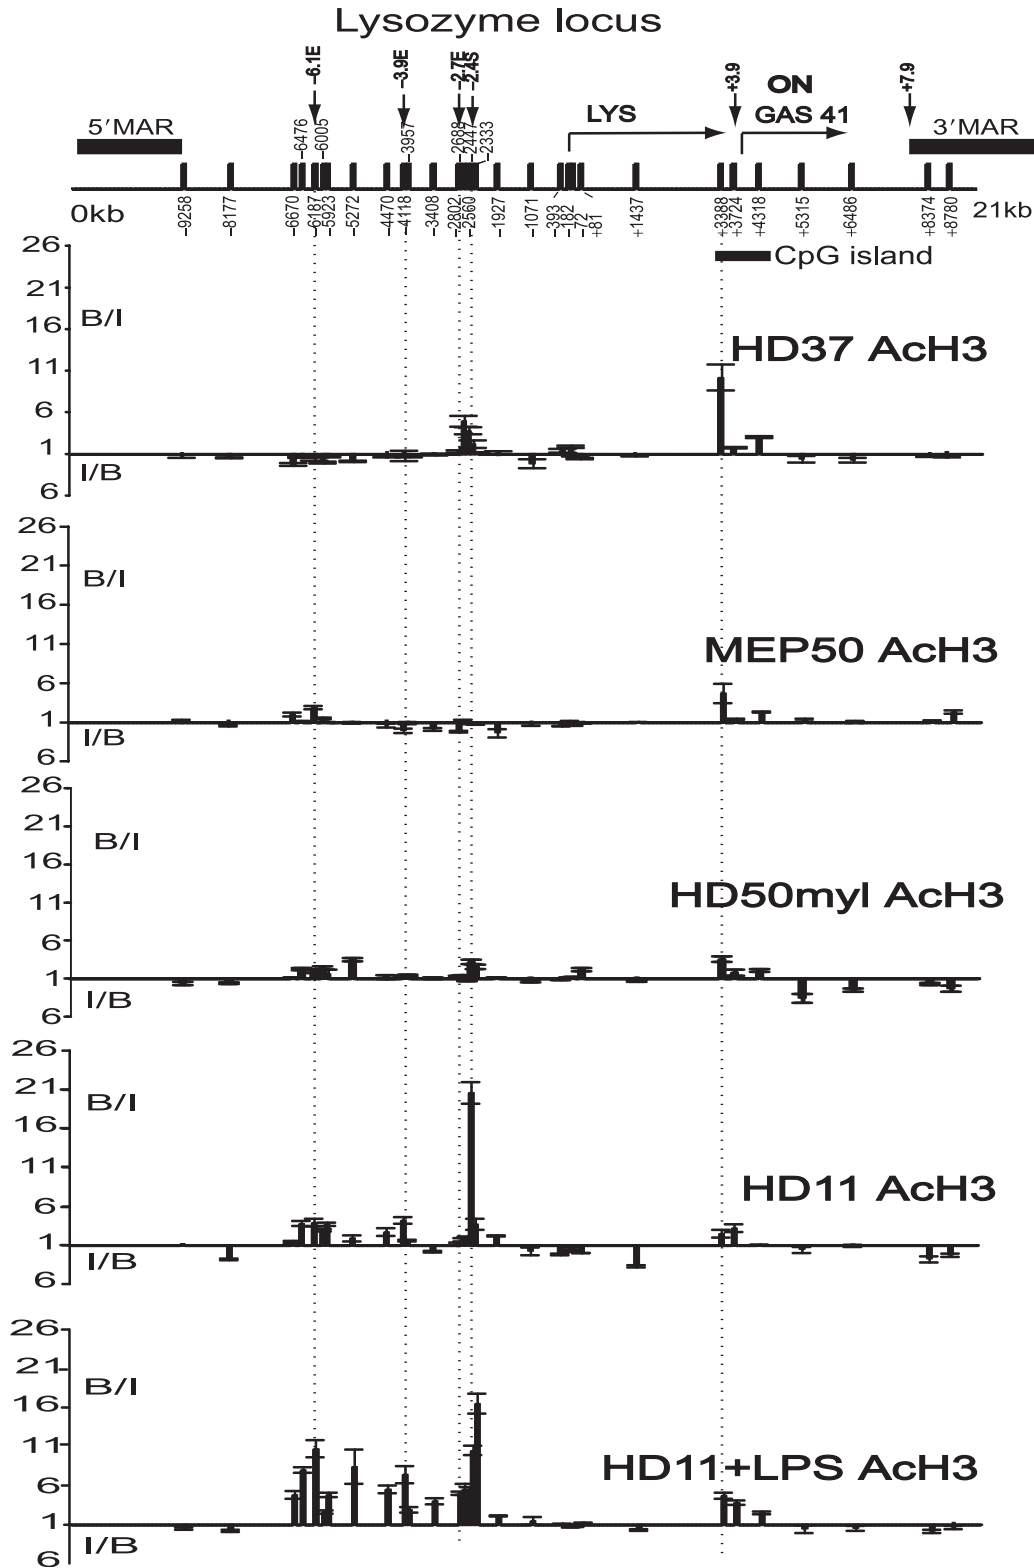 Lysozyme locus
-6.1E
-3.9E
-2.7E
-2.4S
+3.9
ON
+7.9
5'MAR
-6476
-6005
-3957
-2688
-2447
-2333
LYS
GAS 41
3'MAR
0kb
-9258
-8177
-6670
-6187
-5923
-5272
-4470
-4118
-3408
-2802
-2560
-1927
-1071
-393
-182
-72
+81
+1437
+3388
+3724
+4318
+5315
+6486
+8374
+8780
21kb
CpG island
26
21
B/I
16
HD37 AcH3
11
6
1
I/B
6
26
21
B/I
16
11
MEP50 AcH3
6
1
I/B
6
26
21
B/I
16
11
HD50myl AcH3
6
1
I/B
6
26
21
B/I
16
11
HD11 AcH3
6
1
I/B
6
26
21
B/I
16
11
HD11+LPS AcH3
6
1
I/B
6